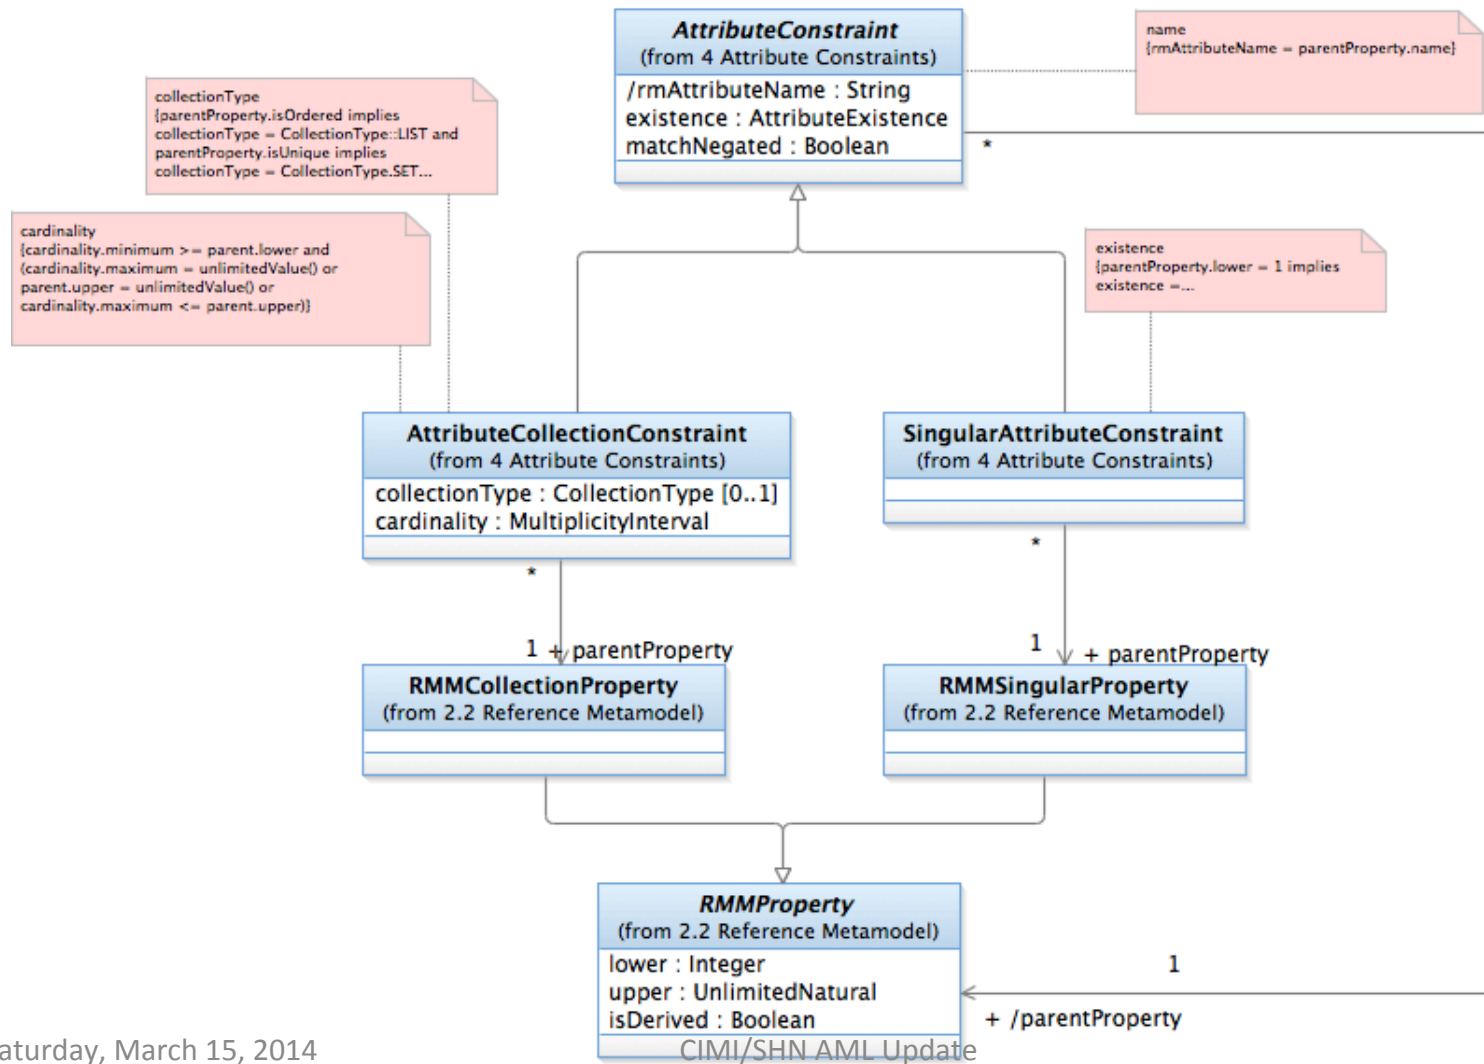 AttributeConstraint
(from 4 Attribute Constraints)
/rmAttributeName : String
existence : AttributeExistence
matchNegated : Boolean
*
name
{rmAttributeName = parentProperty.name}
collectionType
{parentProperty.isOrdered implies
collectionType = CollectionType::LIST and
parentProperty.isUnique implies
collectionType = CollectionType.SET...
cardinality
{cardinality.minimum >= parent.lower and
(cardinality.maximum = unlimitedValue() or
parent.upper = unlimitedValue() or
cardinality.maximum <= parent.upper)}
existence
{parentProperty.lower = 1 implies
existence =...
AttributeCollectionConstraint
(from 4 Attribute Constraints)
collectionType : CollectionType [0..1]
cardinality : MultiplicityInterval
SingularAttributeConstraint
(from 4 Attribute Constraints)
*
1 + parentProperty
*
1 + parentProperty
RMMCollectionProperty
(from 2.2 Reference Metamodel)
RMMSingularProperty
(from 2.2 Reference Metamodel)
RMMProperty
(from 2.2 Reference Metamodel)
lower : Integer
upper : UnlimitedNatural
isDerived : Boolean
1
+ /parentProperty
aturday, March 15, 2014
CIMI/SHN AML Update